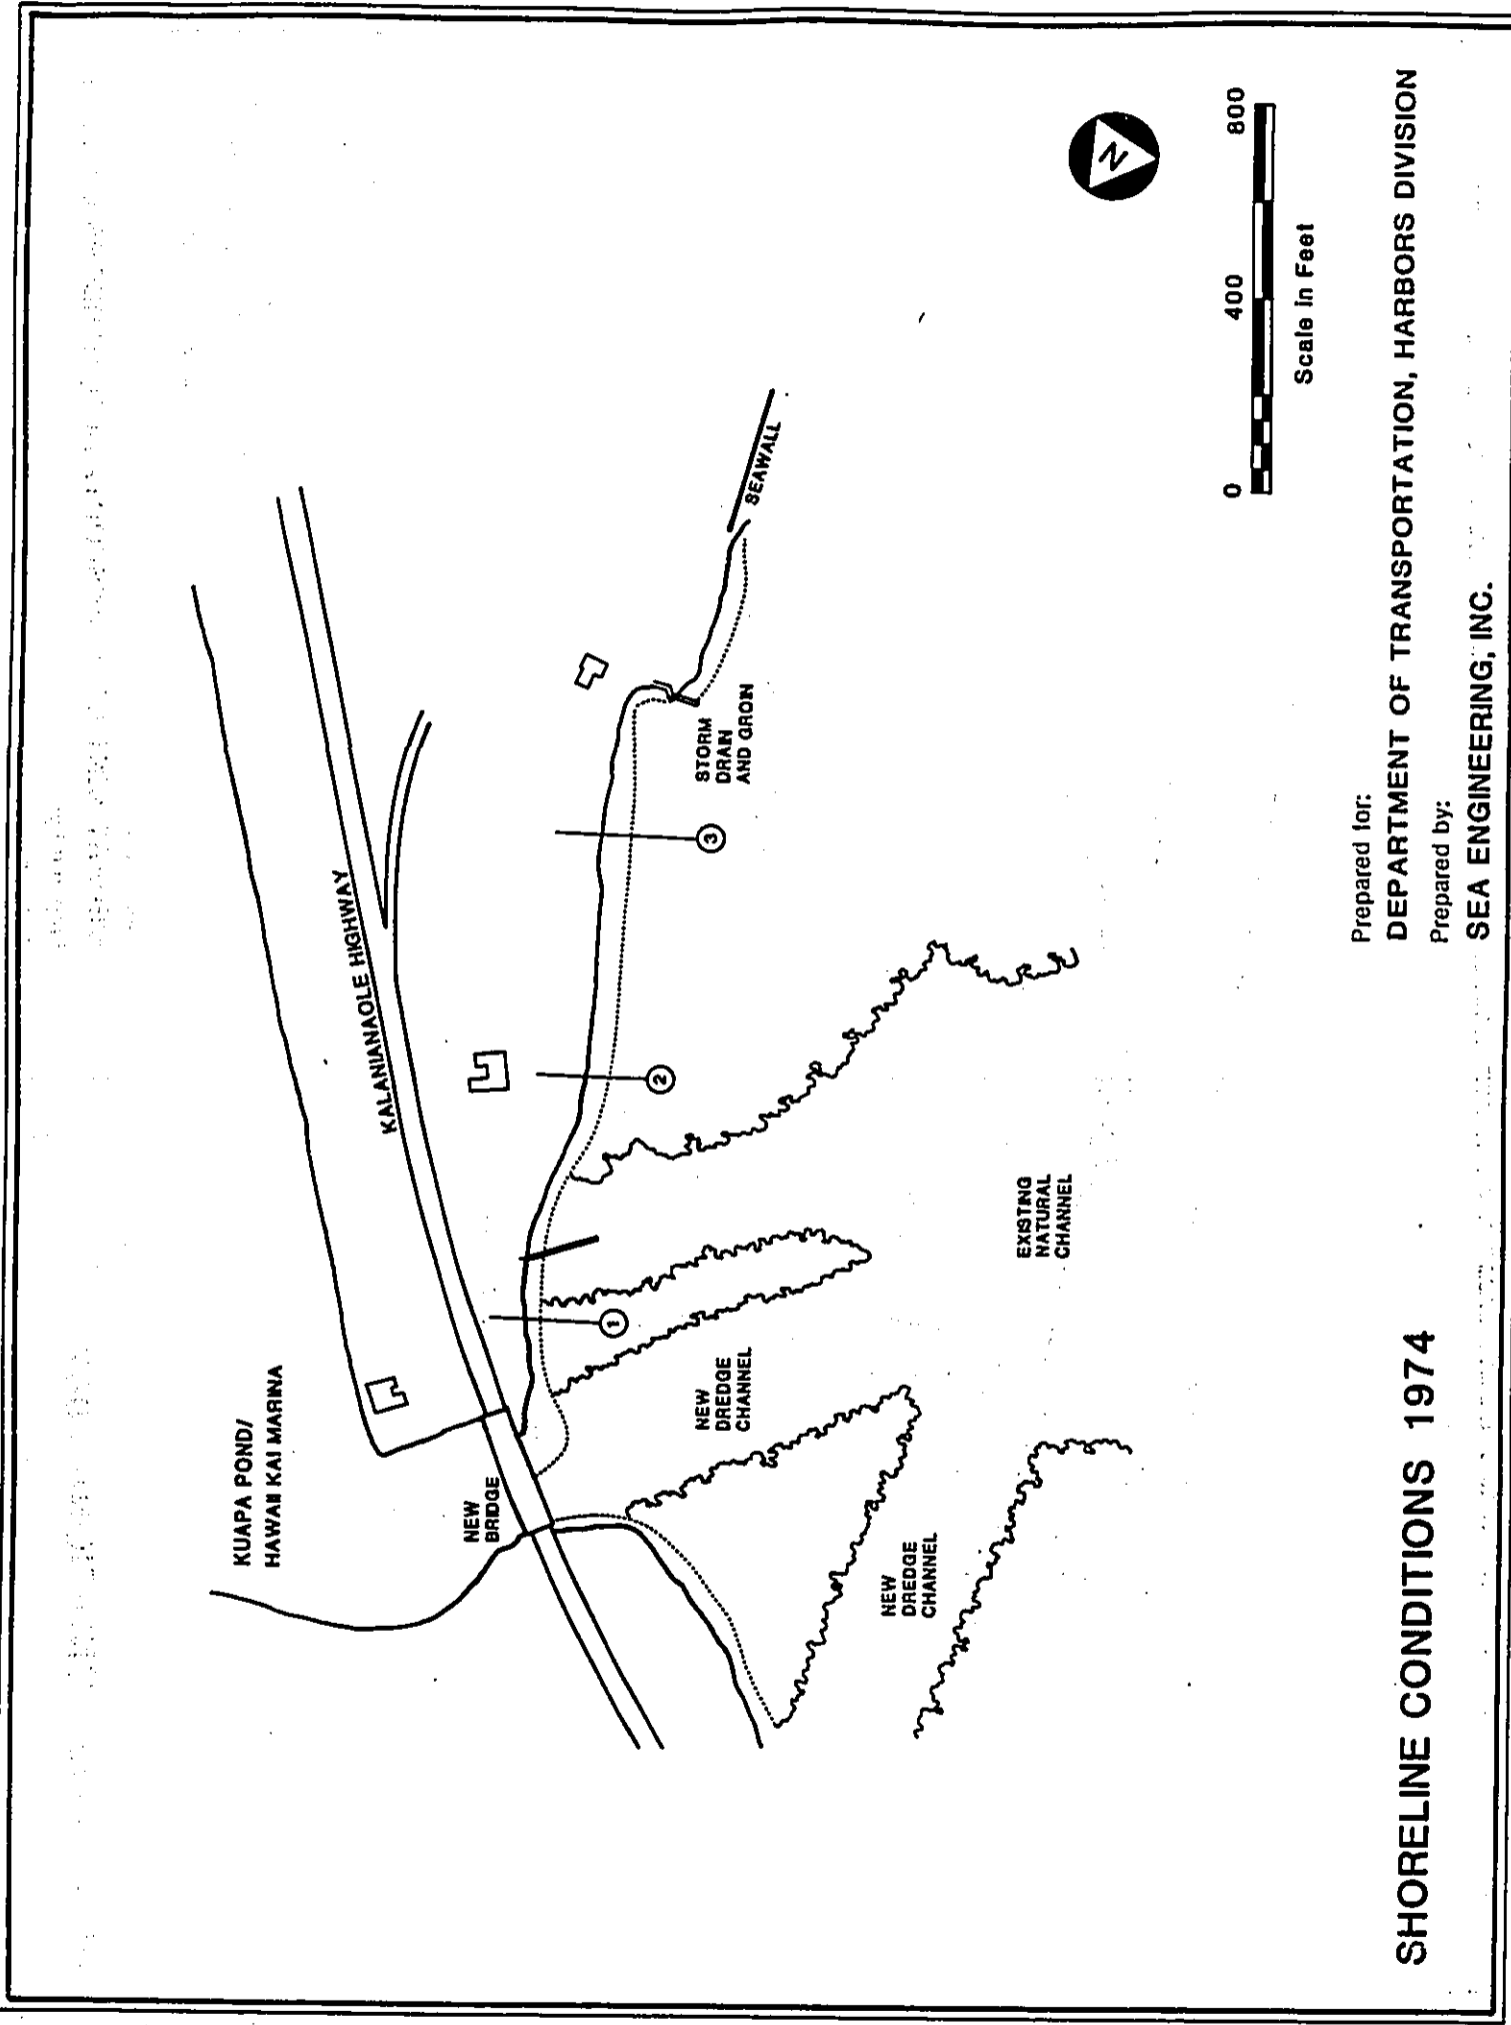 KUAPA POND/
HAWAII KAI MARINA
NEW
BRIDGE
KALANIANAOLE HIGHWAY
1
2
3
NEW
DREDGE
CHANNEL
NEW
DREDGE
CHANNEL
EXISTING
NATURAL
CHANNEL
STORM
DRAIN
AND GROIN
SEAWALL
N
0 400 800
Scale in Feet
SHORELINE CONDITIONS 1974
Prepared for:
DEPARTMENT OF TRANSPORTATION, HARBORS DIVISION
Prepared by:
SEA ENGINEERING, INC.